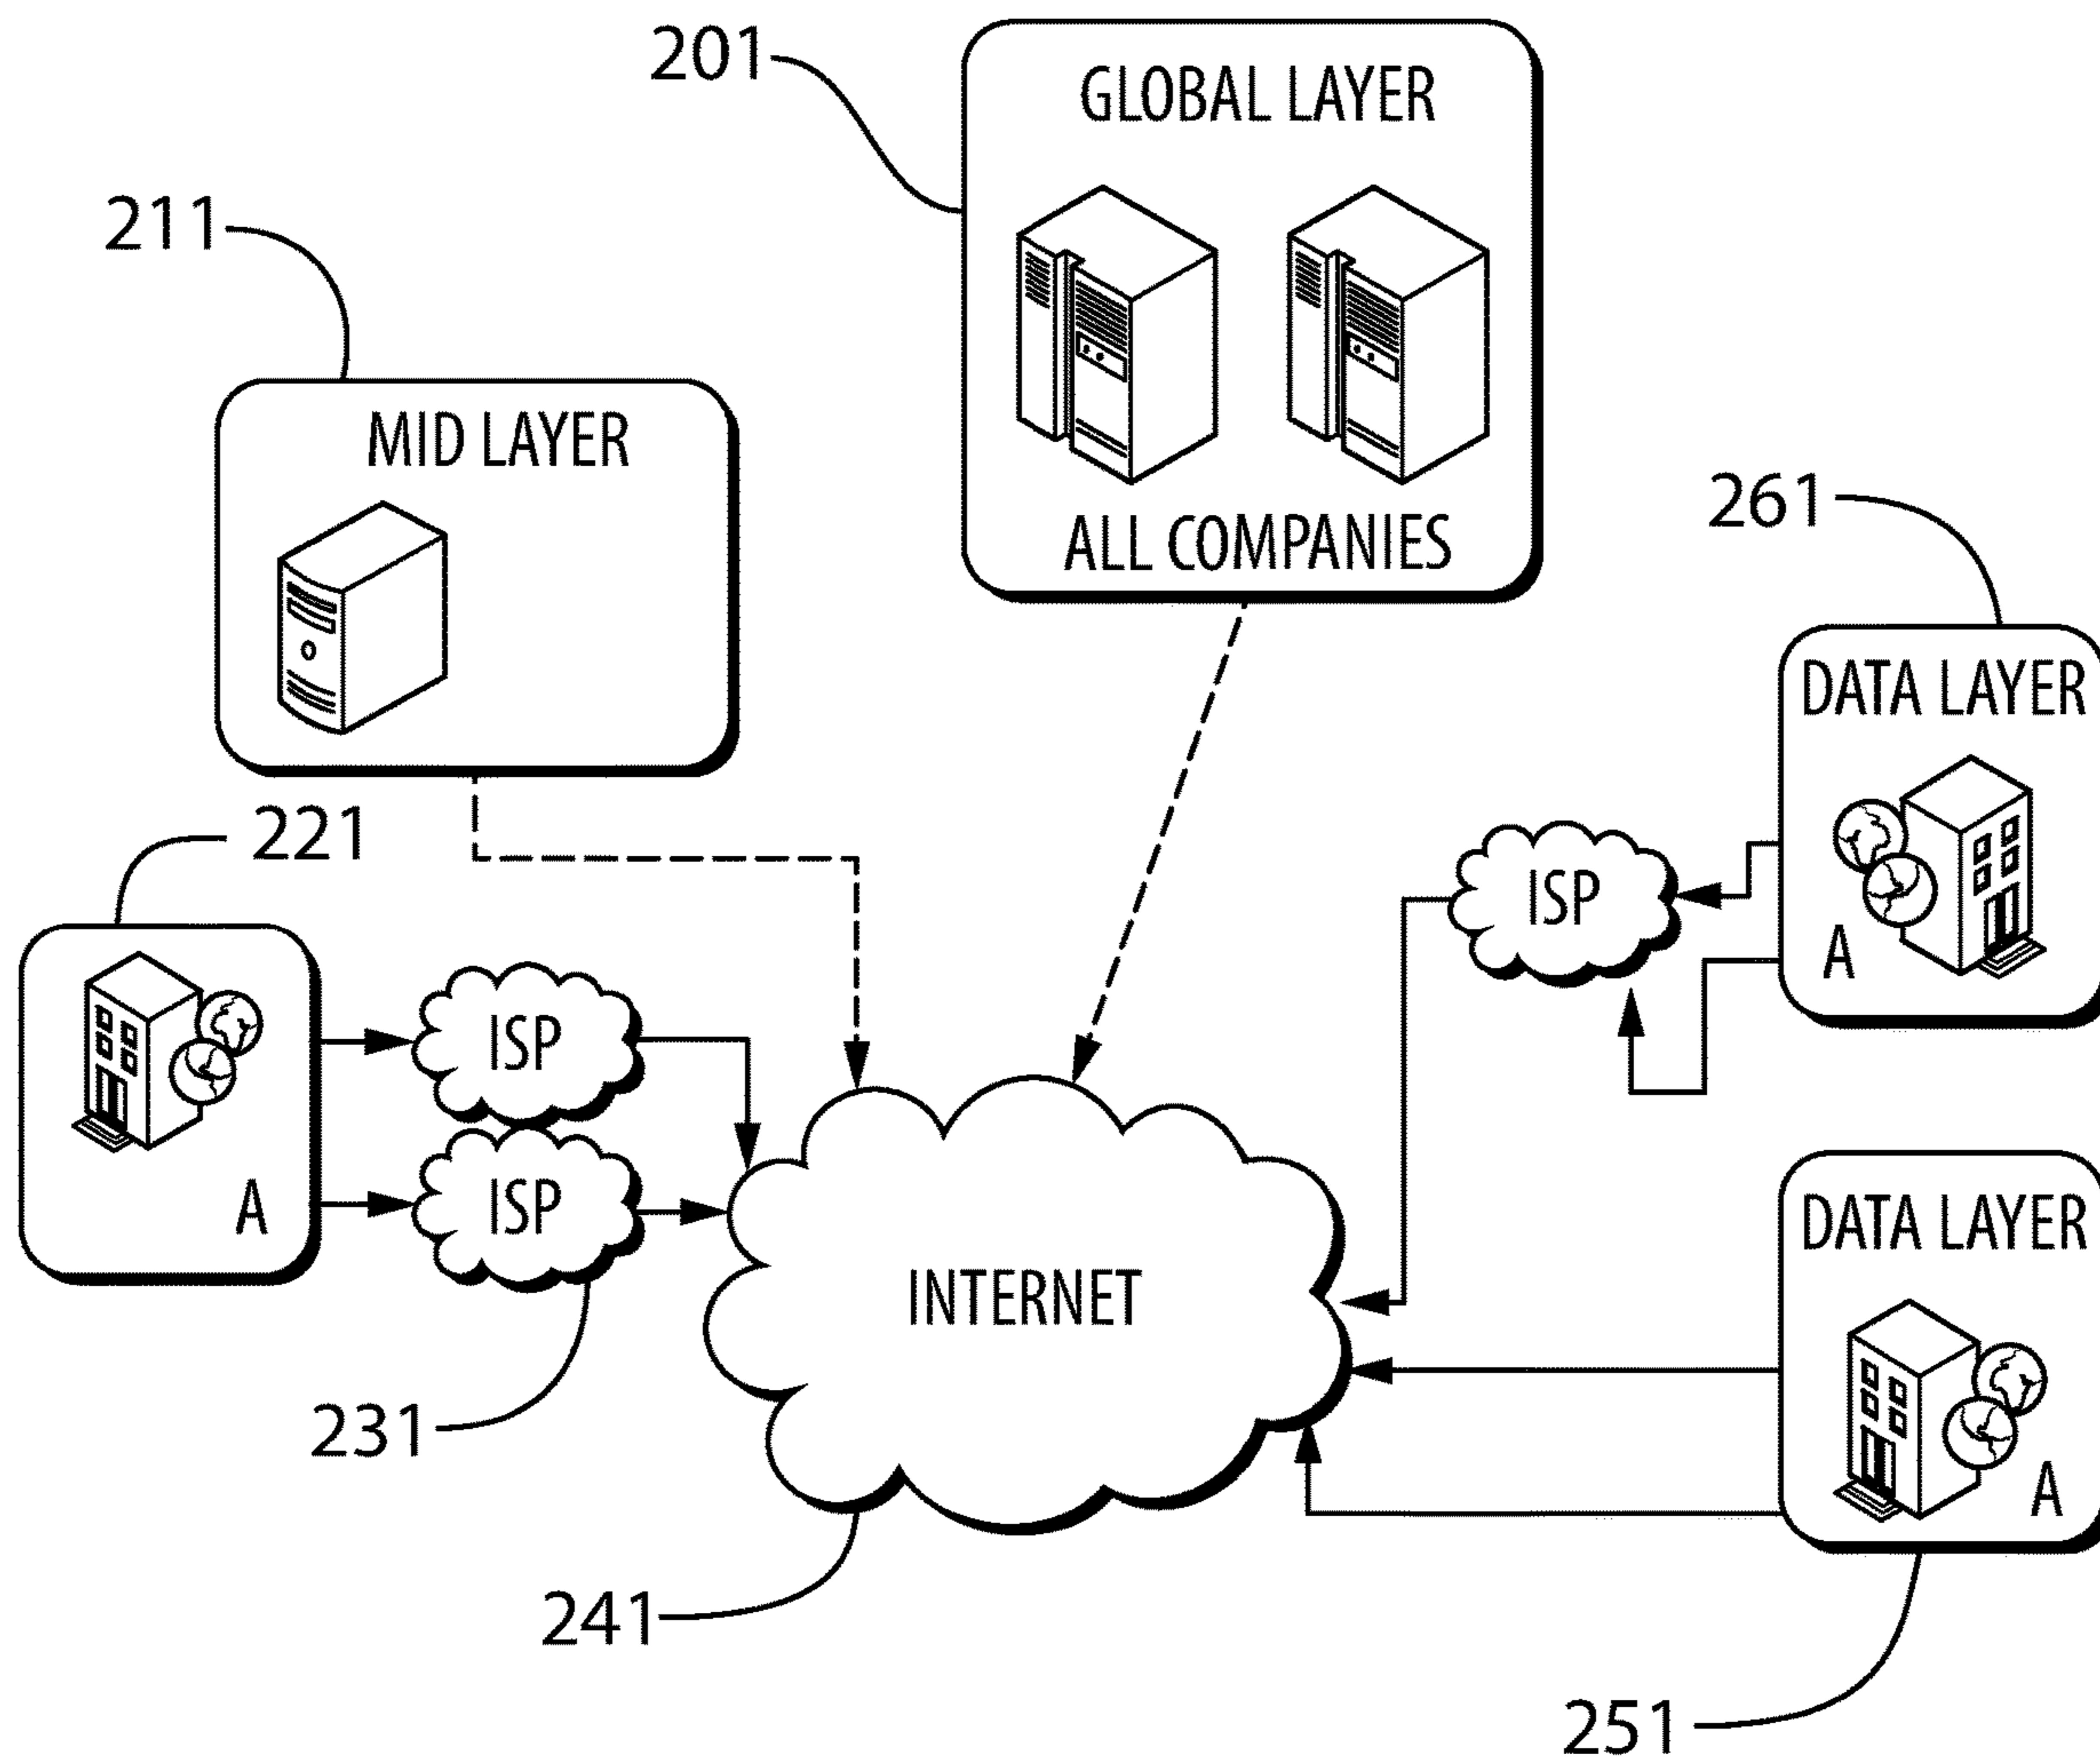 201
GLOBAL LAYER
ALL COMPANIES
211
MID LAYER
261
DATA LAYER
A
ISP
221
A
ISP
ISP
231
INTERNET
241
DATA LAYER
A
251